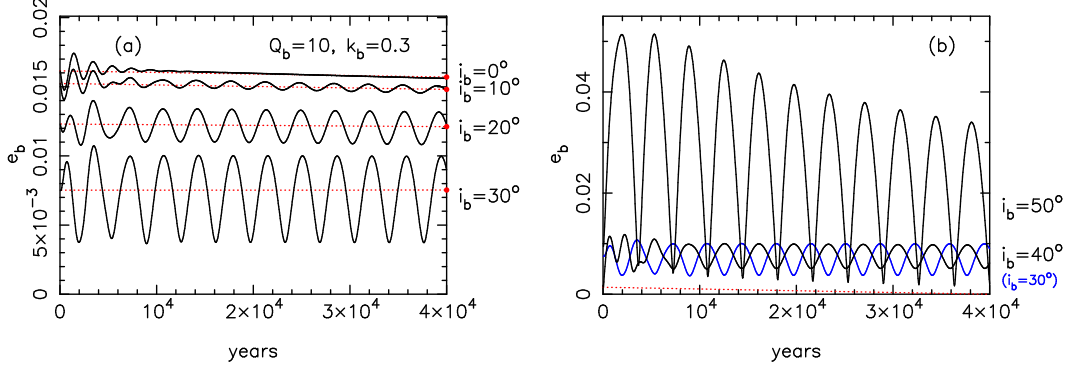 0.02
(a)
Q_b=10, k_b=0.3
(b)
0.015
i_b=0°
i_b=10°
0.04
i_b=20°
e_b
0.01
e_b
i_b=30°
0.02
i_b=50°
5×10⁻³
i_b=40°
(i_b=30°)
0
0
0
10⁴
2×10⁴
3×10⁴
4×10⁴
0
10⁴
2×10⁴
3×10⁴
4×10⁴
years
years